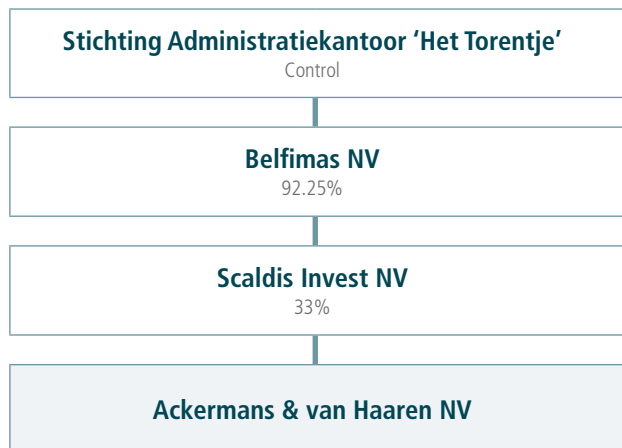 Stichting Administratiekantoor ‘Het Torentje’
Control
Belfimas NV
92.25%
Scaldis Invest NV
33%
Ackermans & van Haaren NV